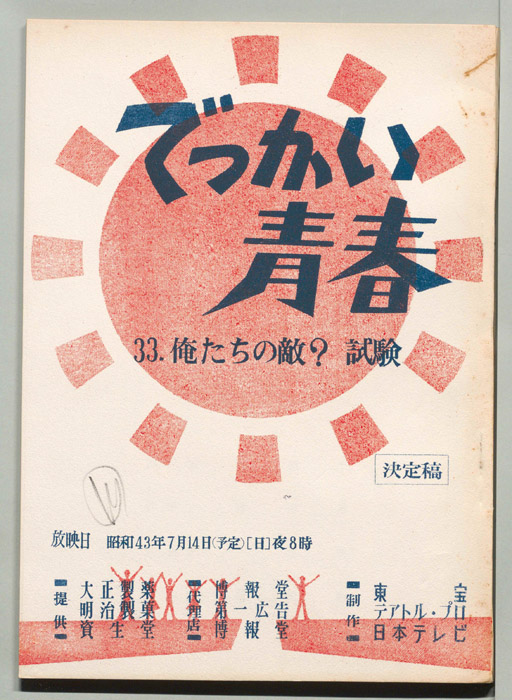 でっかい
青春
33.俺たちの敵？ 試験
決定稿
放映日 昭和43年7月14日(予定)[日]夜8時
提供
大正製薬
明治製菓
資生堂
代理店
博報堂
第一広告
博報堂
制作
東宝
テアトル・プロ
日本テレビ